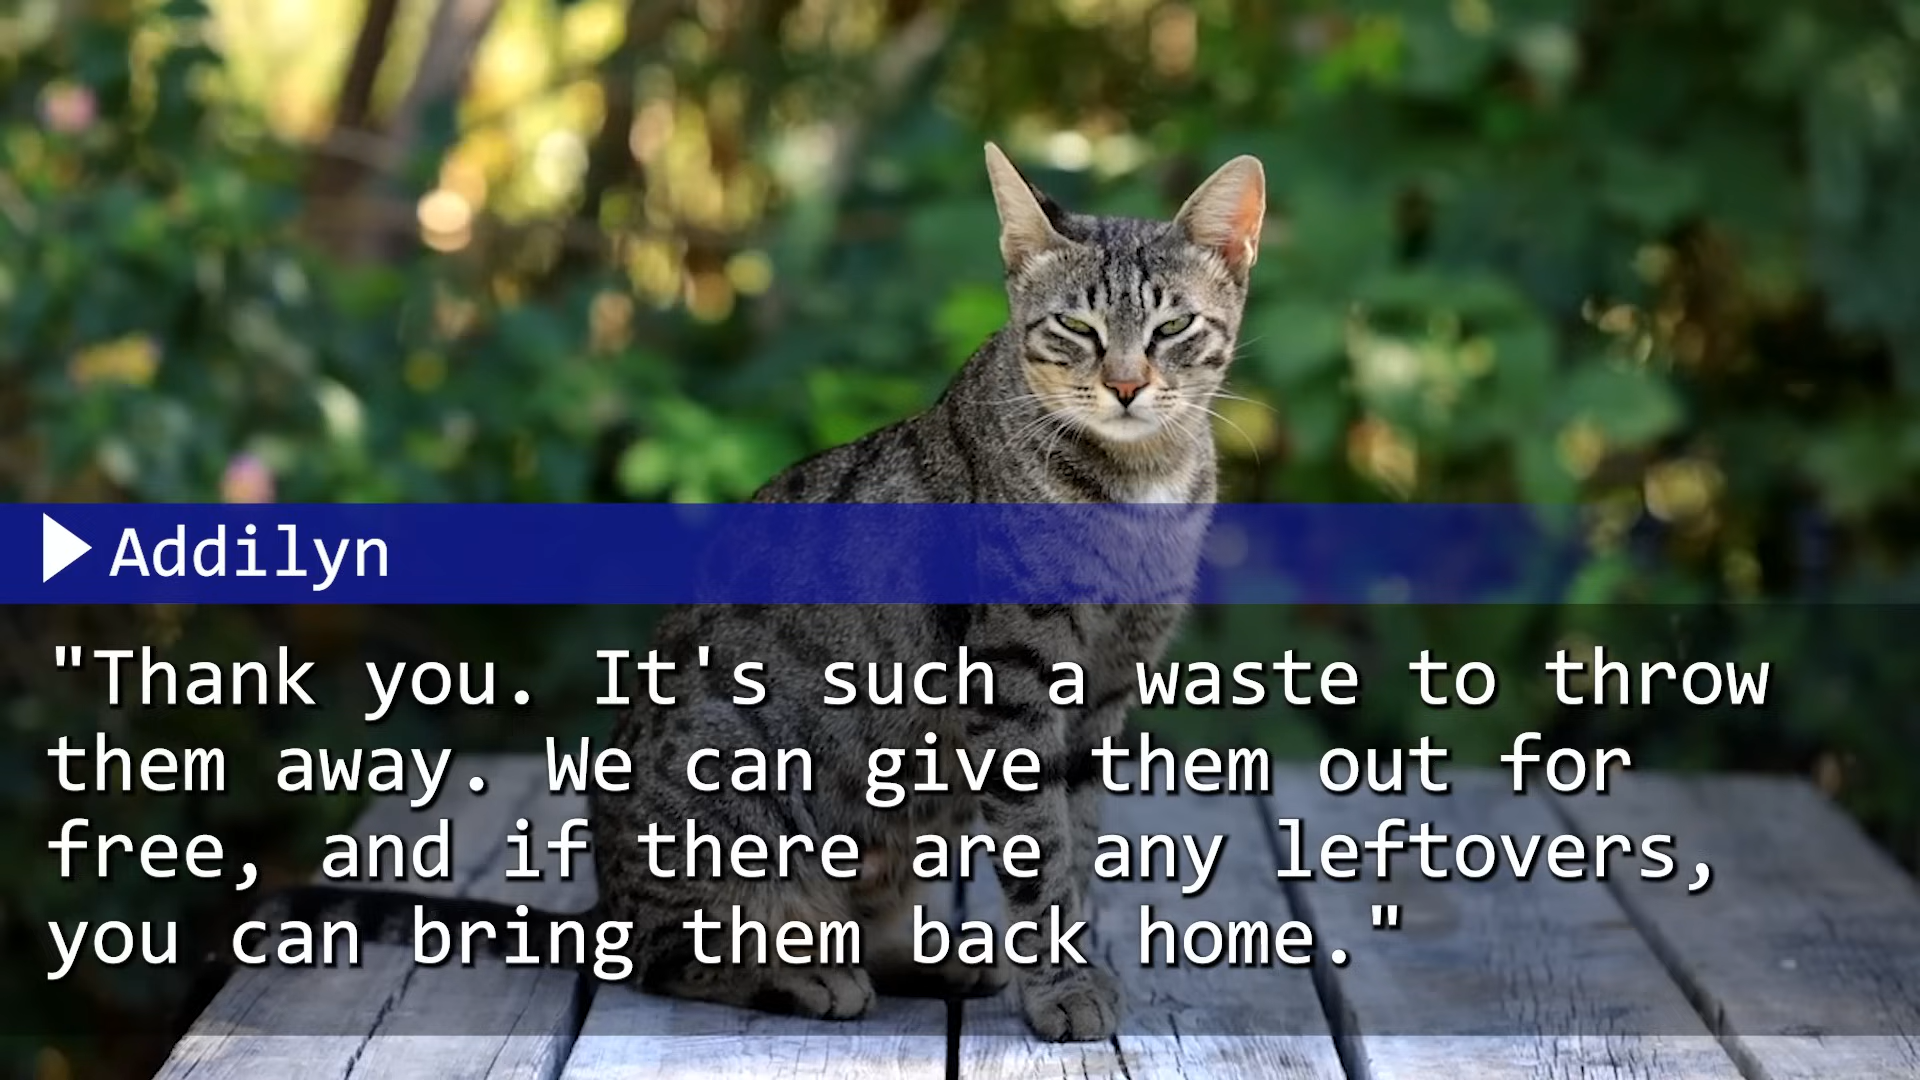 Addilyn
"Thank you. It's such a waste to throw
them away. We can give them out for
free, and if there are any leftovers,
you can bring them back home."